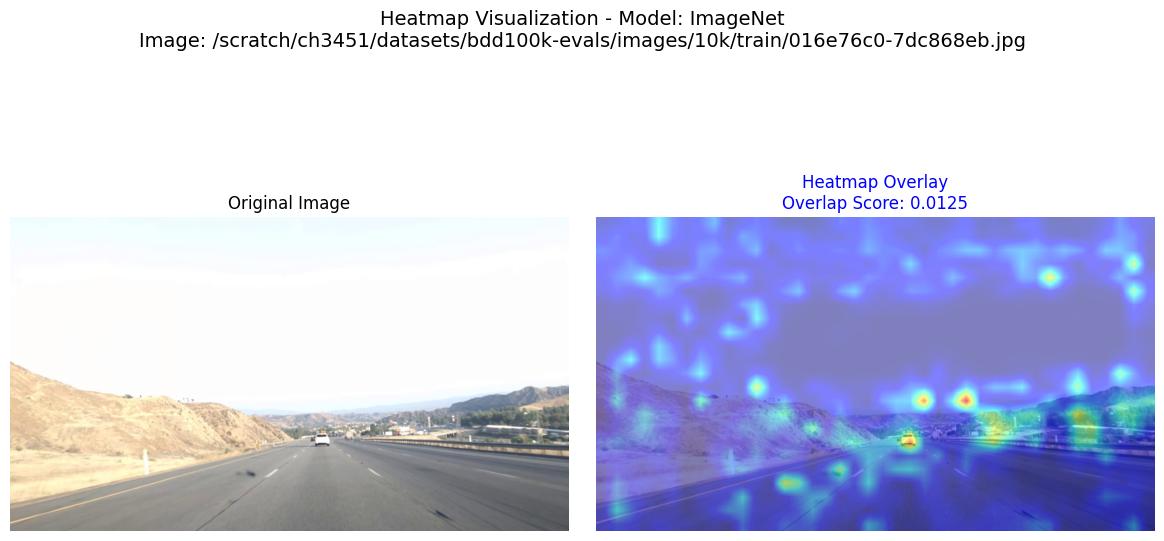 Heatmap Visualization - Model: ImageNet
Image: /scratch/ch3451/datasets/bdd100k-evals/images/10k/train/016e76c0-7dc868eb.jpg
Original Image
Heatmap Overlay
Overlap Score: 0.0125